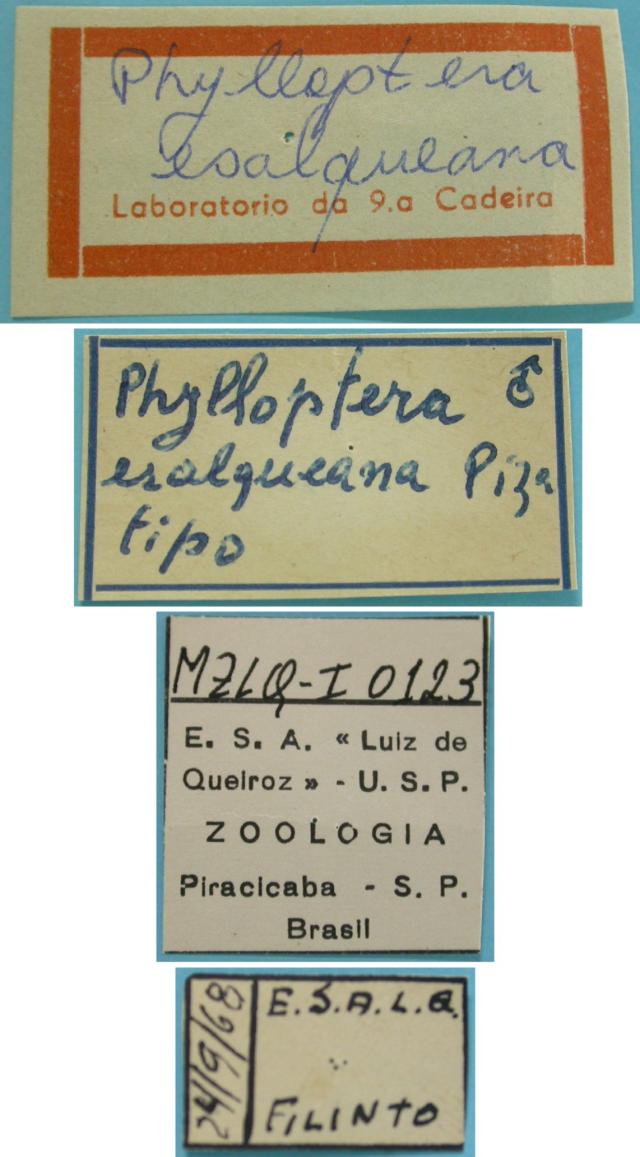 Phylloptera
esalqueana
Laboratorio da 9.a Cadeira
Phylloptera ♂
esalqueana Piza
tipo
MZLQ-I 0123
E. S. A. « Luiz de
Queiroz » - U. S. P.
ZOOLOGIA
Piracicaba - S. P.
Brasil
24/9/68
E.S.A.L.Q.
FILINTO